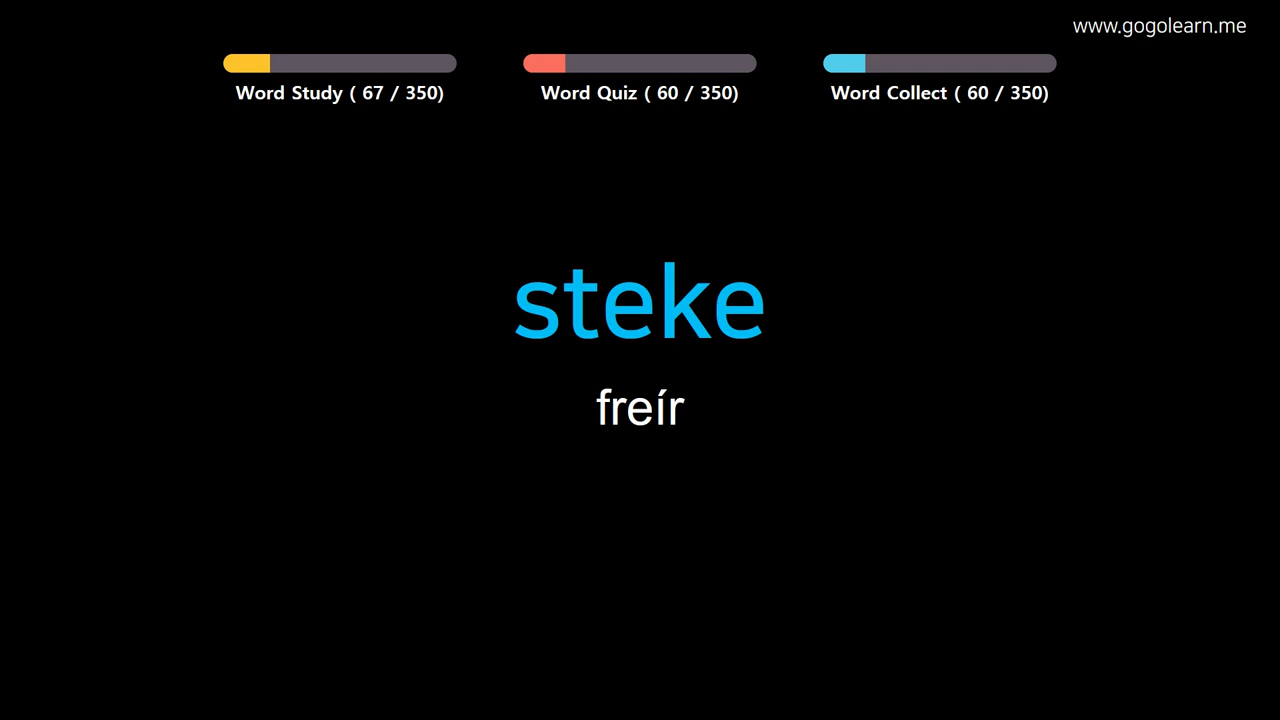 www.gogolearn.me
Word Study ( 67 / 350)
Word Quiz ( 60 / 350)
Word Collect ( 60 / 350)
steke
freír